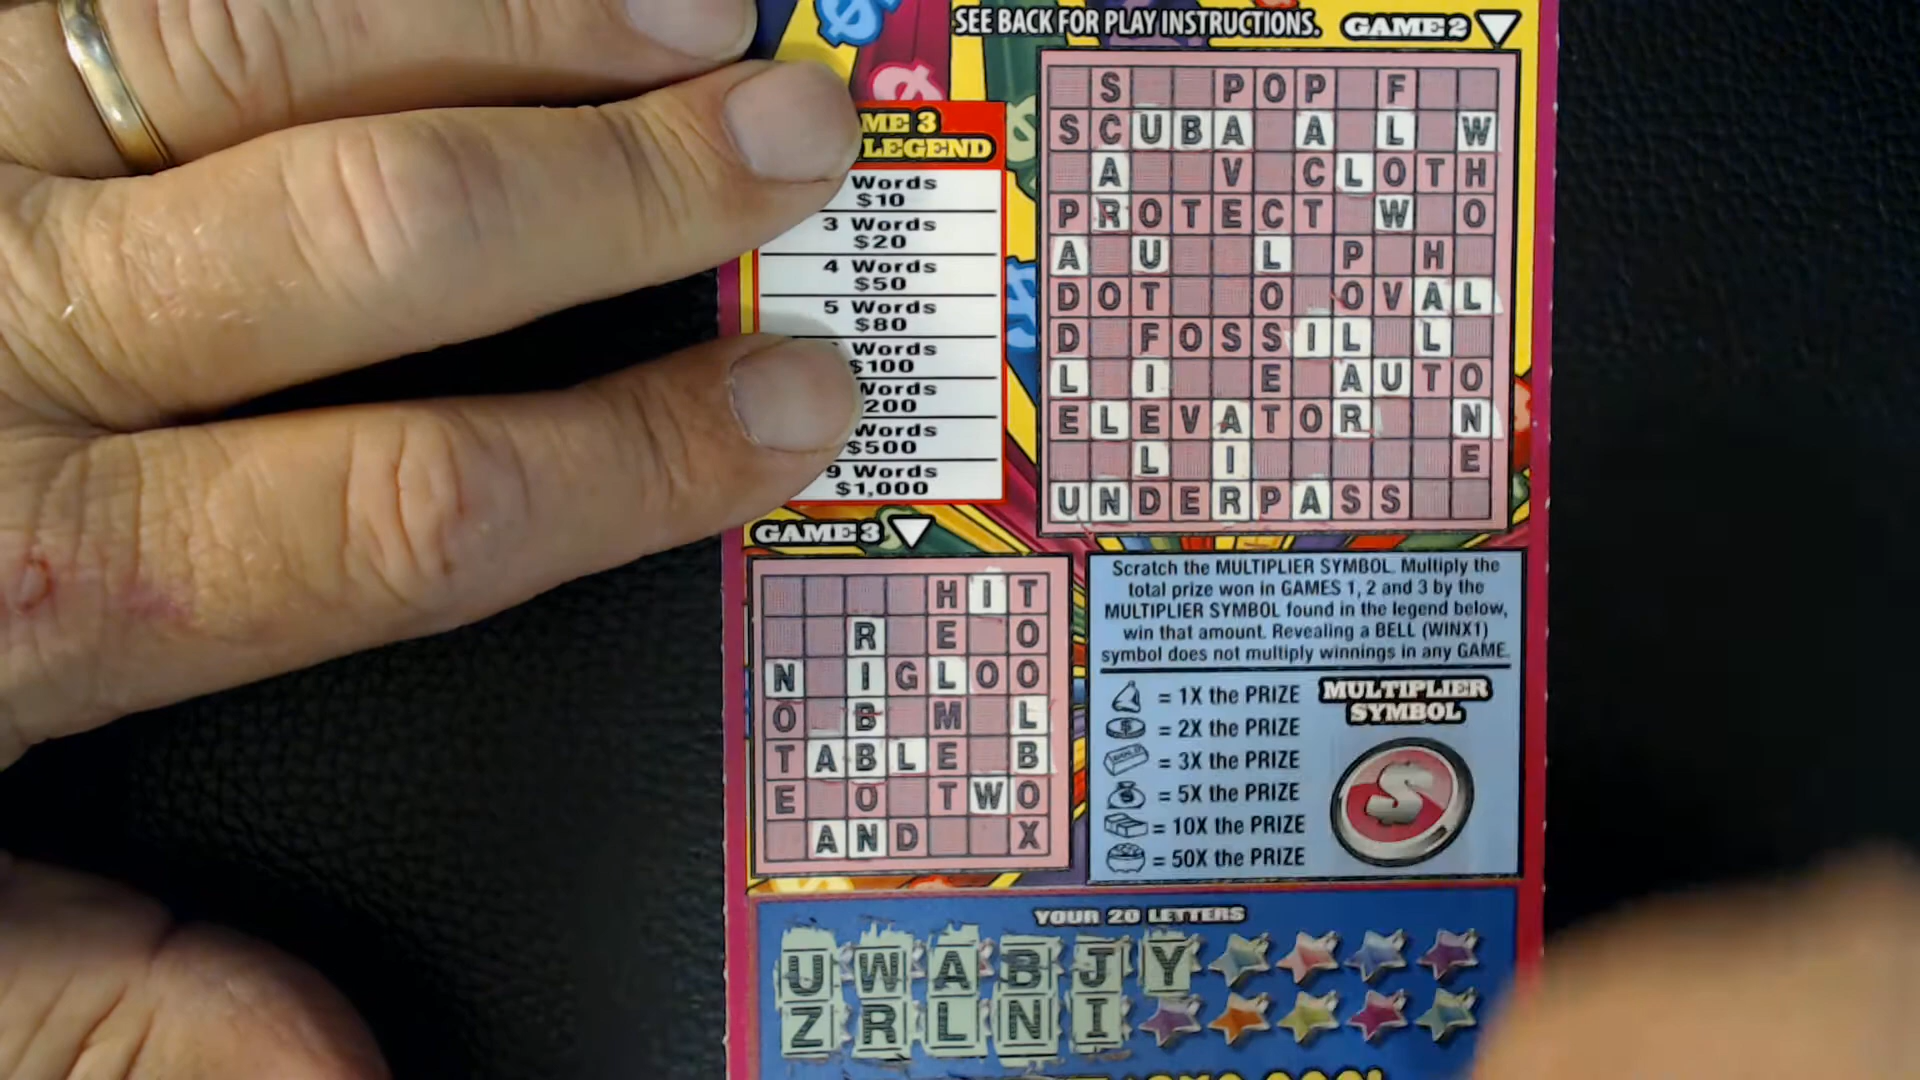 SEE BACK FOR PLAY INSTRUCTIONS. GAME 2
S POP F
SCUBA A L W
A V CLOTH
PROTECT W O
A U L P H
DOT O OVAL
D FOSSIL L
L I E AUTO
ELEVATOR N
L I E
UNDERPASS
ME 3
LEGEND
Words
$10
3 Words
$20
4 Words
$50
5 Words
$80
Words
$100
Words
200
Words
$500
9 Words
$1,000
GAME 3
HIT
R E O
N IGLOO
O B M L
TABLE B
E O TWO
AND X
Scratch the MULTIPLIER SYMBOL. Multiply the
total prize won in GAMES 1, 2 and 3 by the
MULTIPLIER SYMBOL found in the legend below,
win that amount. Revealing a BELL (WINX1)
symbol does not multiply winnings in any GAME.
= 1X the PRIZE
= 2X the PRIZE
= 3X the PRIZE
= 5X the PRIZE
= 10X the PRIZE
= 50X the PRIZE
MULTIPLIER
SYMBOL
S
YOUR 20 LETTERS
U W A B J Y
Z R L N I